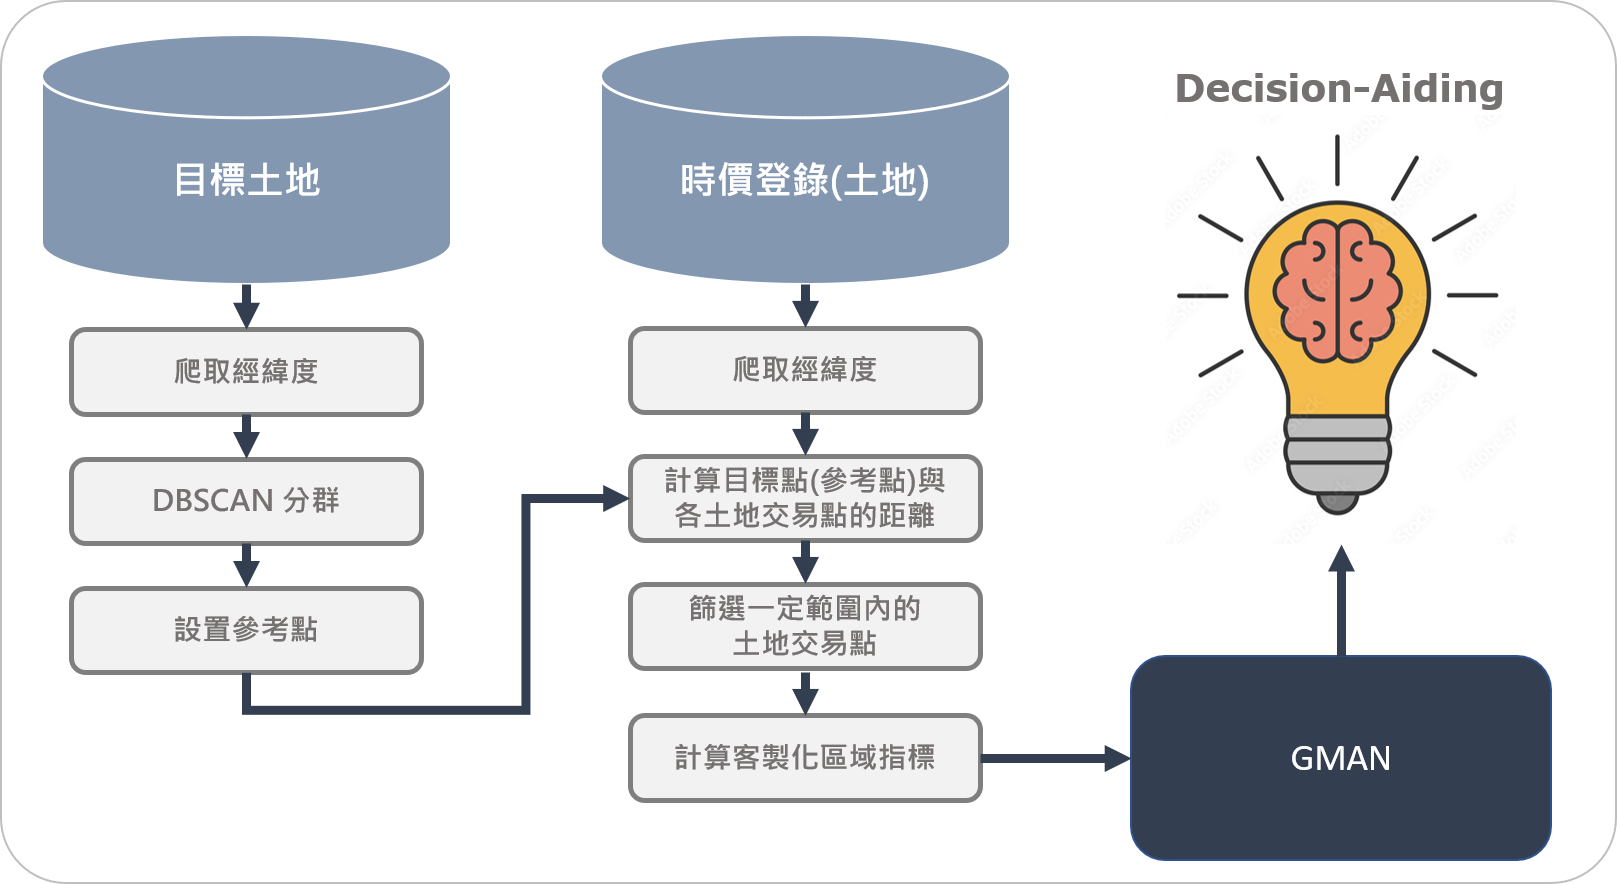 目標土地
爬取經緯度
DBSCAN 分群
設置參考點
時價登錄(土地)
爬取經緯度
計算目標點(參考點)與
各土地交易點的距離
篩選一定範圍內的
土地交易點
計算客製化區域指標
Decision-Aiding
Adobe Stock
GMAN